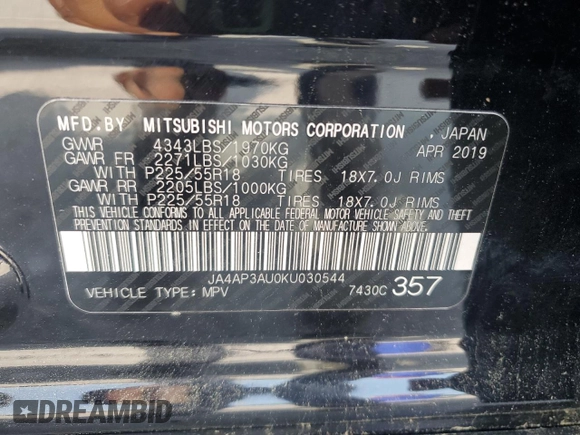 MFD.BY MITSUBISHI MOTORS CORPORATION , JAPAN
GVWR 4343LBS/1970KG APR 2019
GAWR FR 2271LBS/1030KG
WITH P225/55R18 TIRES 18X7.0J RIMS
GAWR RR 2205LBS/1000KG
WITH P225/55R18 TIRES 18X7.0J RIMS
THIS VEHICLE CONFORMS TO ALL APPLICABLE FEDERAL MOTOR VEHICLE SAFETY AND THEFT
PREVENTION STANDARDS IN EFFECT ON THE DATE OF MANUFACTURE SHOWN ABOVE.
JA4AP3AU0KU030544
VEHICLE TYPE: MPV 7430C 357
DREAMBID